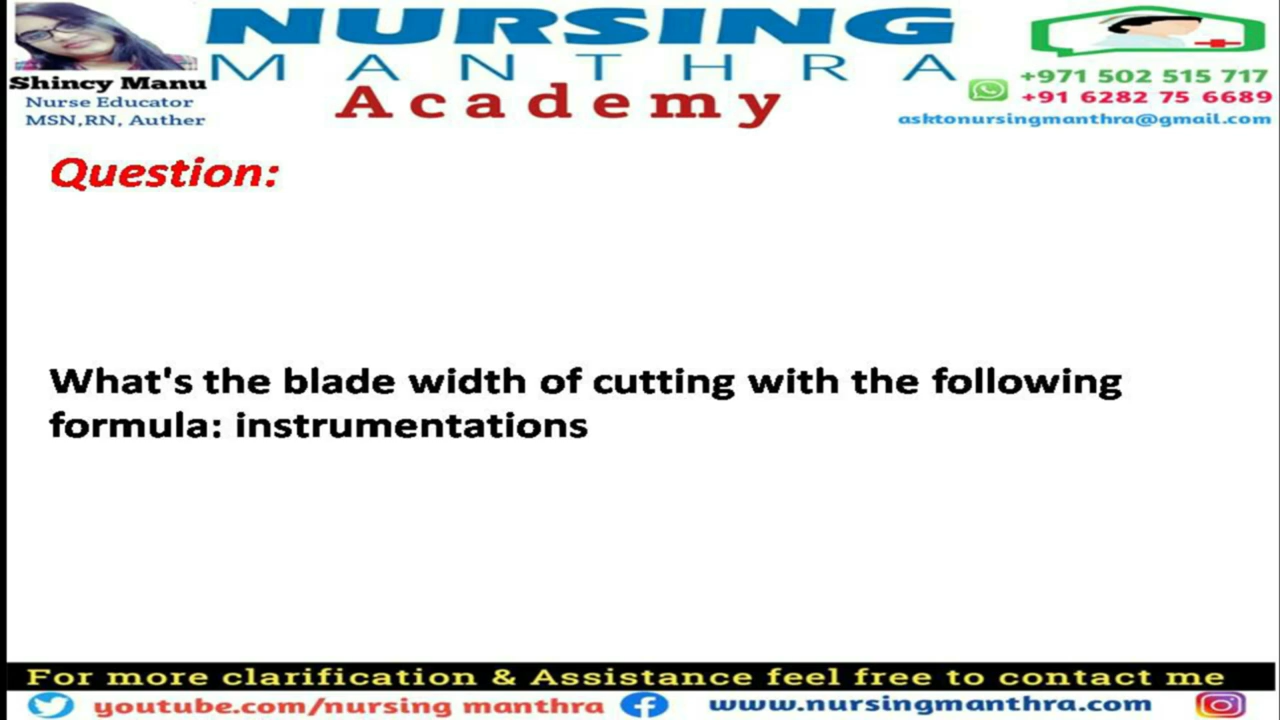 NURSING
MANTHRA
Academy
Shincy Manu
Nurse Educator
MSN,RN, Auther
+971 502 515 717
+91 6282 75 6689
asktonursingmanthra@gmail.com
Question:
What's the blade width of cutting with the following
formula: instrumentations
For more clarification & Assistance feel free to contact me
youtube.com/nursing manthra
www.nursingmanthra.com